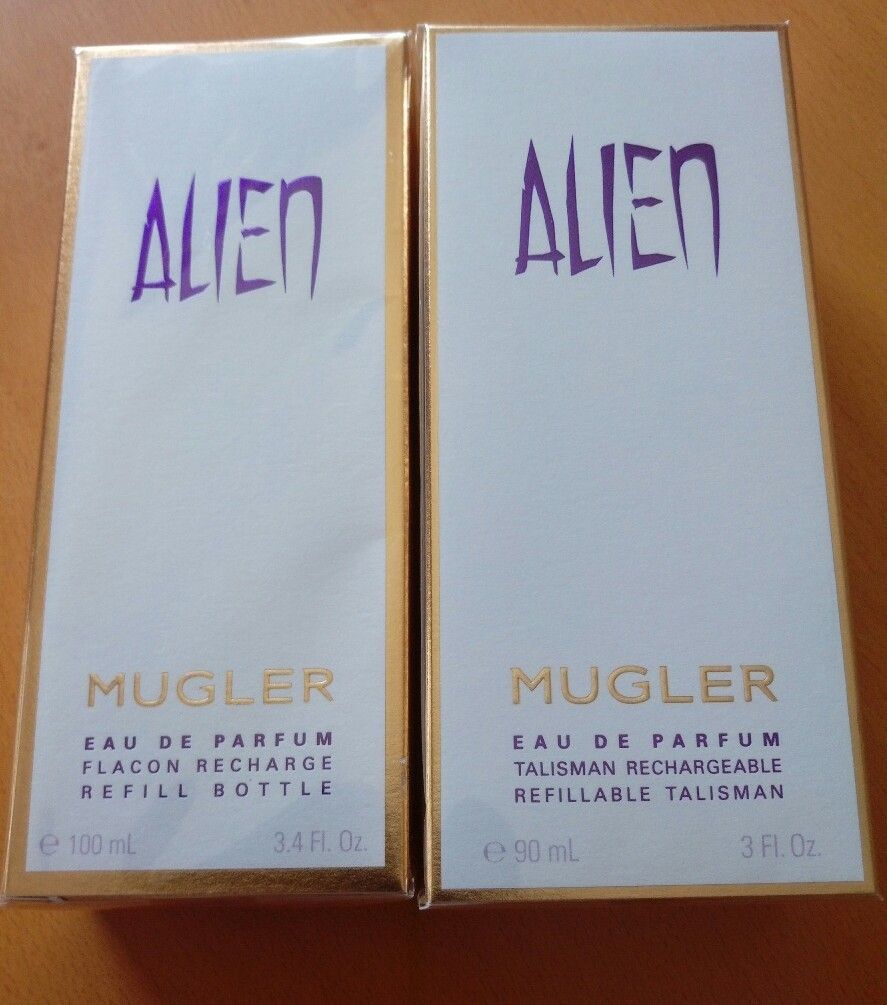 ALIEN
MUGLER
EAU DE PARFUM
FLACON RECHARGE
REFILL BOTTLE
e 100 mL 3.4 Fl. Oz.
ALIEN
MUGLER
EAU DE PARFUM
TALISMAN RECHARGEABLE
REFILLABLE TALISMAN
e 90 mL 3 Fl. Oz.